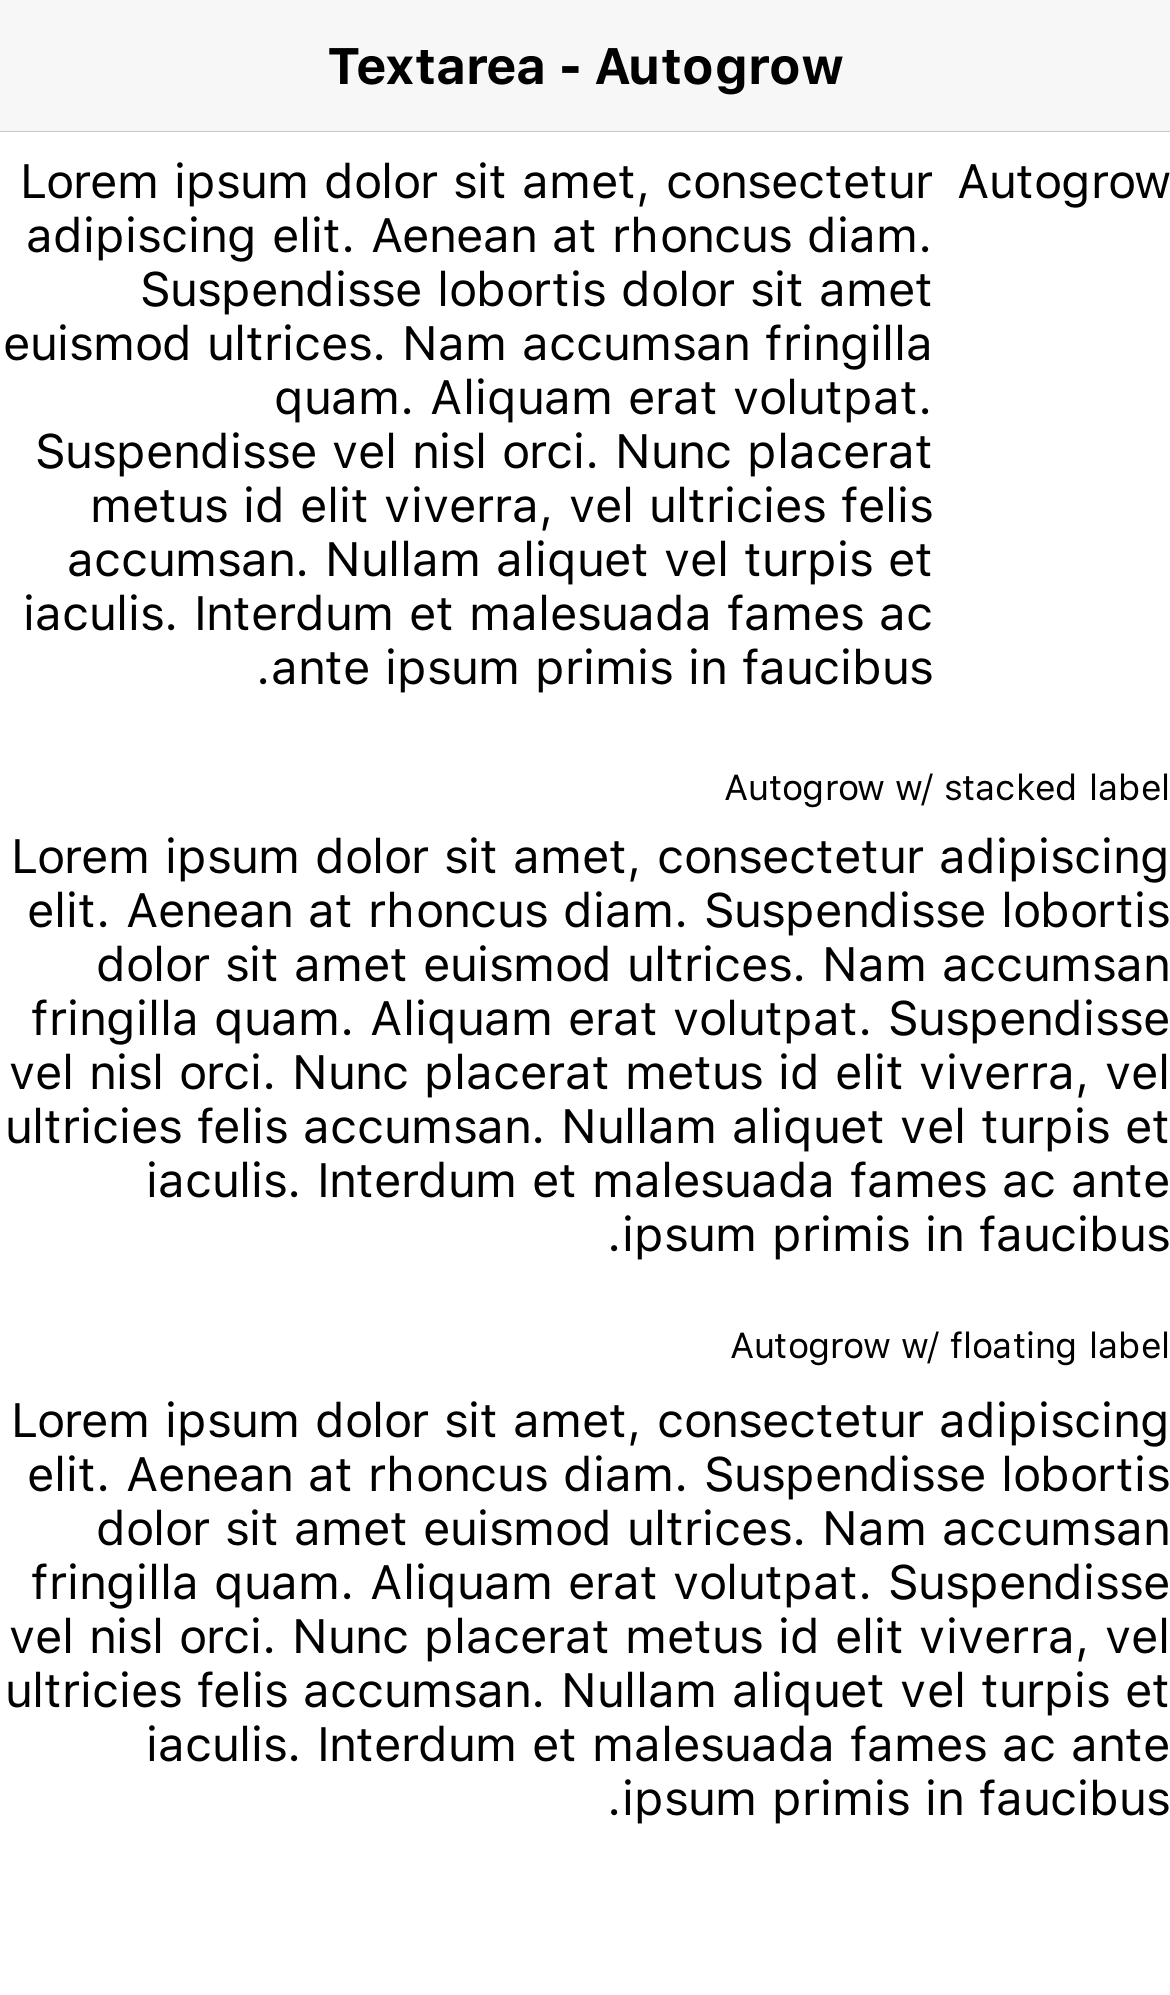 Textarea - Autogrow
Autogrow
Lorem ipsum dolor sit amet, consectetur
adipiscing elit. Aenean at rhoncus diam.
Suspendisse lobortis dolor sit amet
euismod ultrices. Nam accumsan fringilla
quam. Aliquam erat volutpat.
Suspendisse vel nisl orci. Nunc placerat
metus id elit viverra, vel ultricies felis
accumsan. Nullam aliquet vel turpis et
iaculis. Interdum et malesuada fames ac
.ante ipsum primis in faucibus
Autogrow w/ stacked label
Lorem ipsum dolor sit amet, consectetur adipiscing
elit. Aenean at rhoncus diam. Suspendisse lobortis
dolor sit amet euismod ultrices. Nam accumsan
fringilla quam. Aliquam erat volutpat. Suspendisse
vel nisl orci. Nunc placerat metus id elit viverra, vel
ultricies felis accumsan. Nullam aliquet vel turpis et
iaculis. Interdum et malesuada fames ac ante
.ipsum primis in faucibus
Autogrow w/ floating label
Lorem ipsum dolor sit amet, consectetur adipiscing
elit. Aenean at rhoncus diam. Suspendisse lobortis
dolor sit amet euismod ultrices. Nam accumsan
fringilla quam. Aliquam erat volutpat. Suspendisse
vel nisl orci. Nunc placerat metus id elit viverra, vel
ultricies felis accumsan. Nullam aliquet vel turpis et
iaculis. Interdum et malesuada fames ac ante
.ipsum primis in faucibus